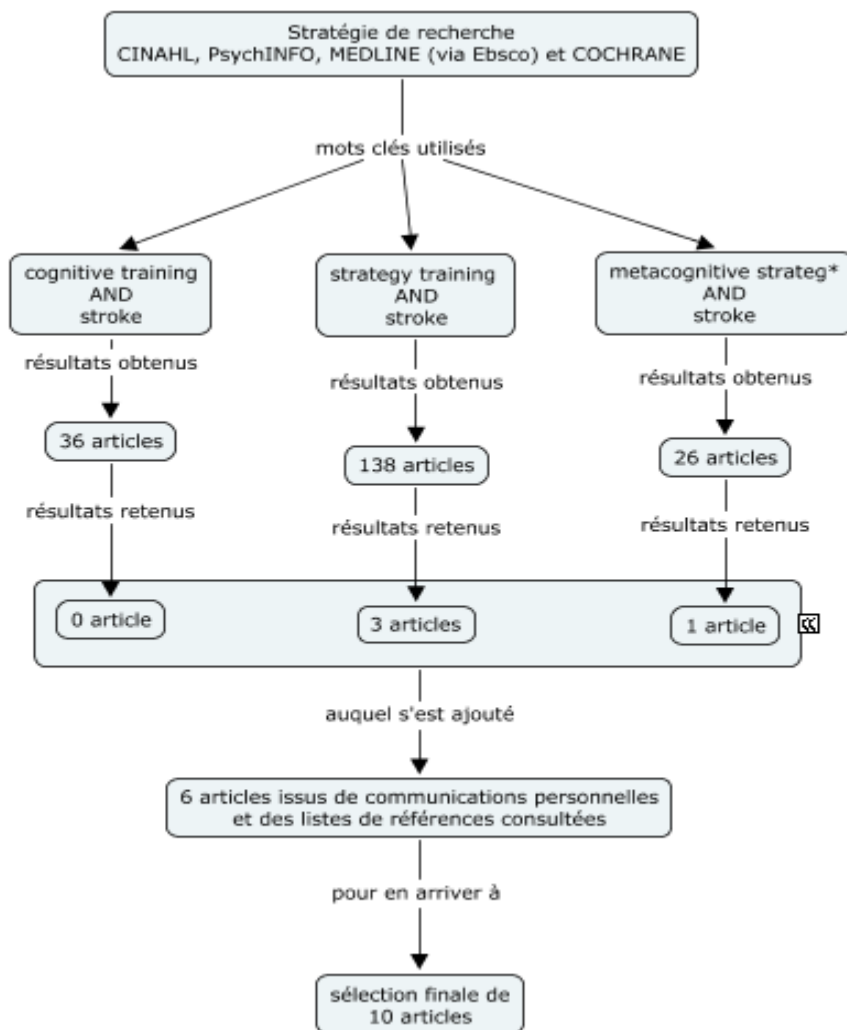 Stratégie de recherche
CINAHL, PsychINFO, MEDLINE (via Ebsco) et COCHRANE
mots clés utilisés
cognitive training
AND
stroke
strategy training
AND
stroke
metacognitive strateg*
AND
stroke
résultats obtenus
résultats obtenus
résultats obtenus
36 articles
138 articles
26 articles
résultats retenus
résultats retenus
résultats retenus
0 article
3 articles
1 article
auquel s'est ajouté
6 articles issus de communications personnelles
et des listes de références consultées
pour en arriver à
sélection finale de
10 articles